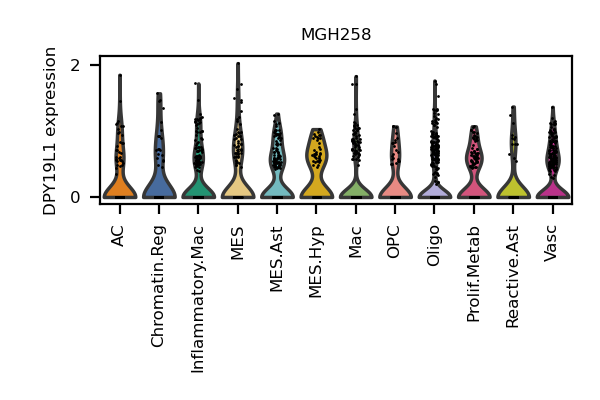 MGH258
DPY19L1 expression
2
0
AC
Chromatin.Reg
Inflammatory.Mac
MES
MES.Ast
MES.Hyp
Mac
OPC
Oligo
Prolif.Metab
Reactive.Ast
Vasc